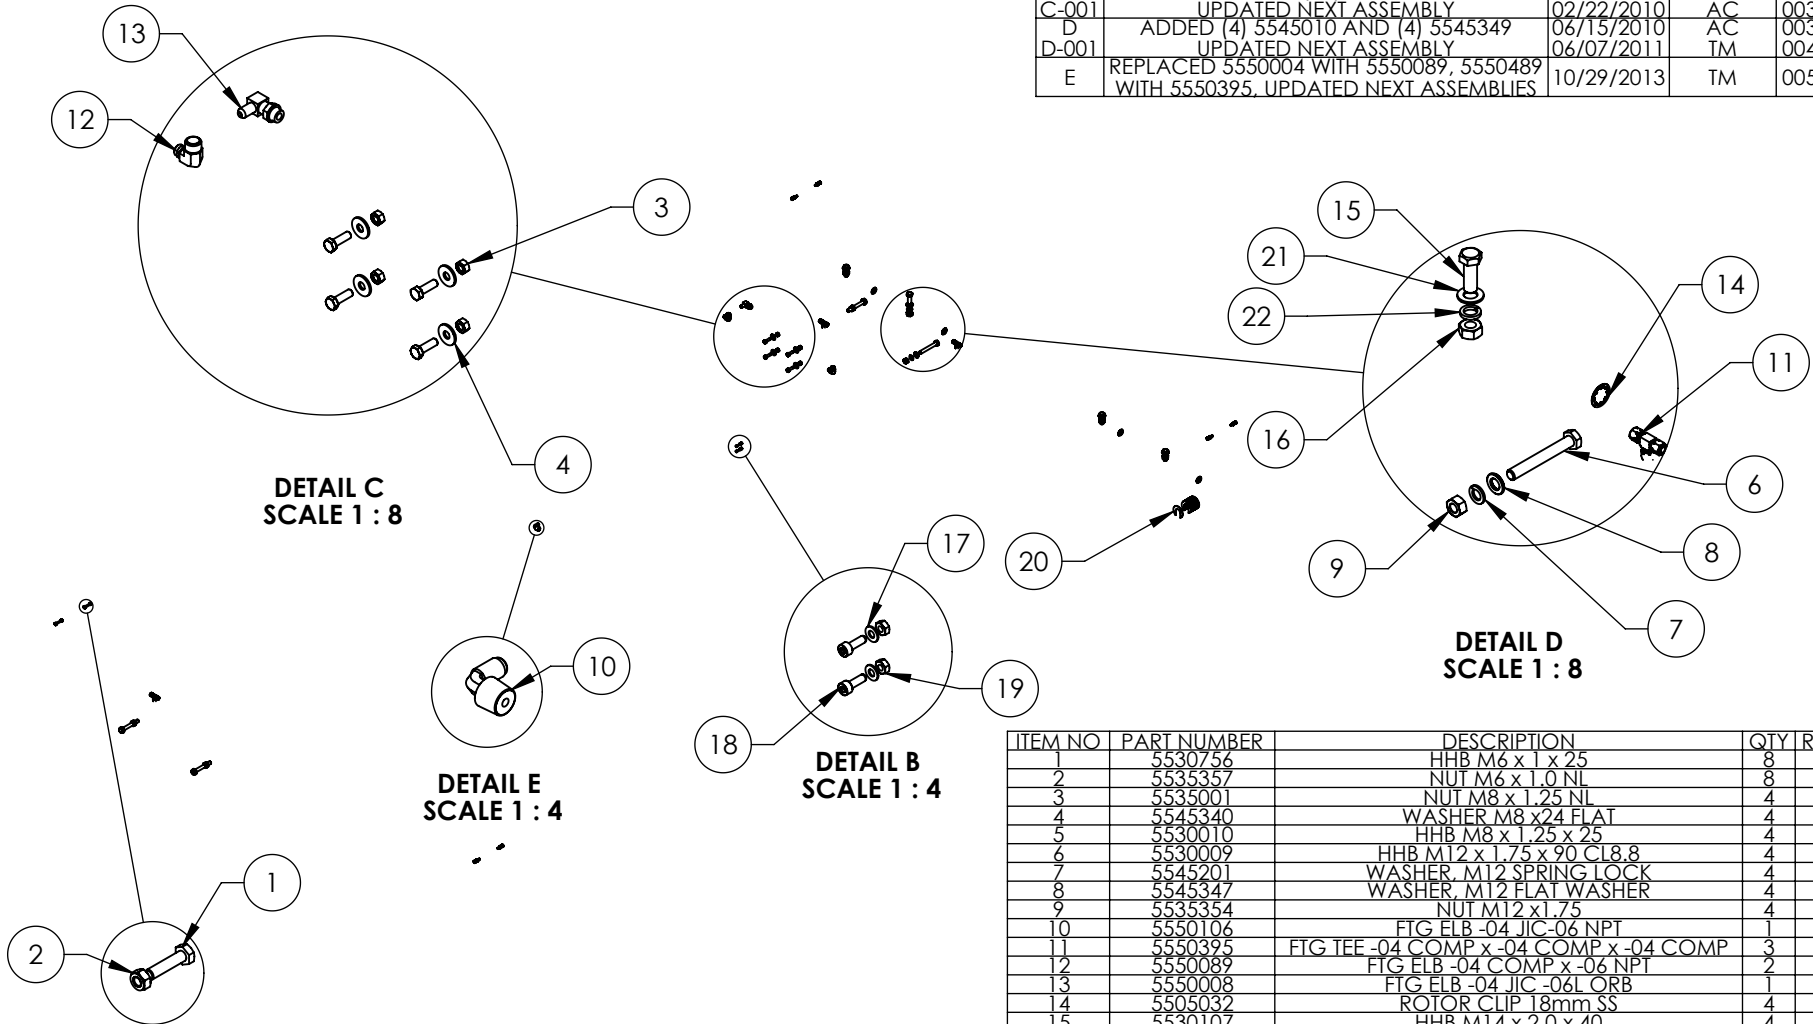 C-001 UPDATED NEXT ASSEMBLY 02/22/2010 AC
D ADDED (4) 5545010 AND (4) 5545349 06/15/2010 AC
D-001 UPDATED NEXT ASSEMBLY 06/07/2011 TM
E REPLACED 5550004 WITH 5550089, 5550489 WITH 5550395, UPDATED NEXT ASSEMBLIES 10/29/2013 TM
13
12
3
4
DETAIL C
SCALE 1 : 8
15
21
22
14
11
16
6
8
9
7
20
DETAIL D
SCALE 1 : 8
17
18
19
DETAIL B
SCALE 1 : 4
10
DETAIL E
SCALE 1 : 4
1
2
ITEM NO PART NUMBER DESCRIPTION QTY R
1 5530756 HHB M6 x 1 x 25 8
2 5535357 NUT M6 x 1.0 NL 8
3 5535001 NUT M8 x 1.25 NL 4
4 5545340 WASHER M8 x24 FLAT 4
5 5530010 HHB M8 x 1.25 x 25 4
6 5530009 HHB M12 x 1.75 x 90 CL8.8 4
7 5545201 WASHER, M12 SPRING LOCK 4
8 5545347 WASHER, M12 FLAT WASHER 4
9 5535354 NUT M12 x1.75 4
10 5550106 FTG ELB -04 JIC-06 NPT 1
11 5550395 FTG TEE -04 COMP x -04 COMP x -04 COMP 3
12 5550089 FTG ELB -04 COMP x -06 NPT 2
13 5550008 FTG ELB -04 JIC -06L ORB 1
14 5505032 ROTOR CLIP 18mm SS 4
15 5530107 HHB M14 x 2.0 x 40 4